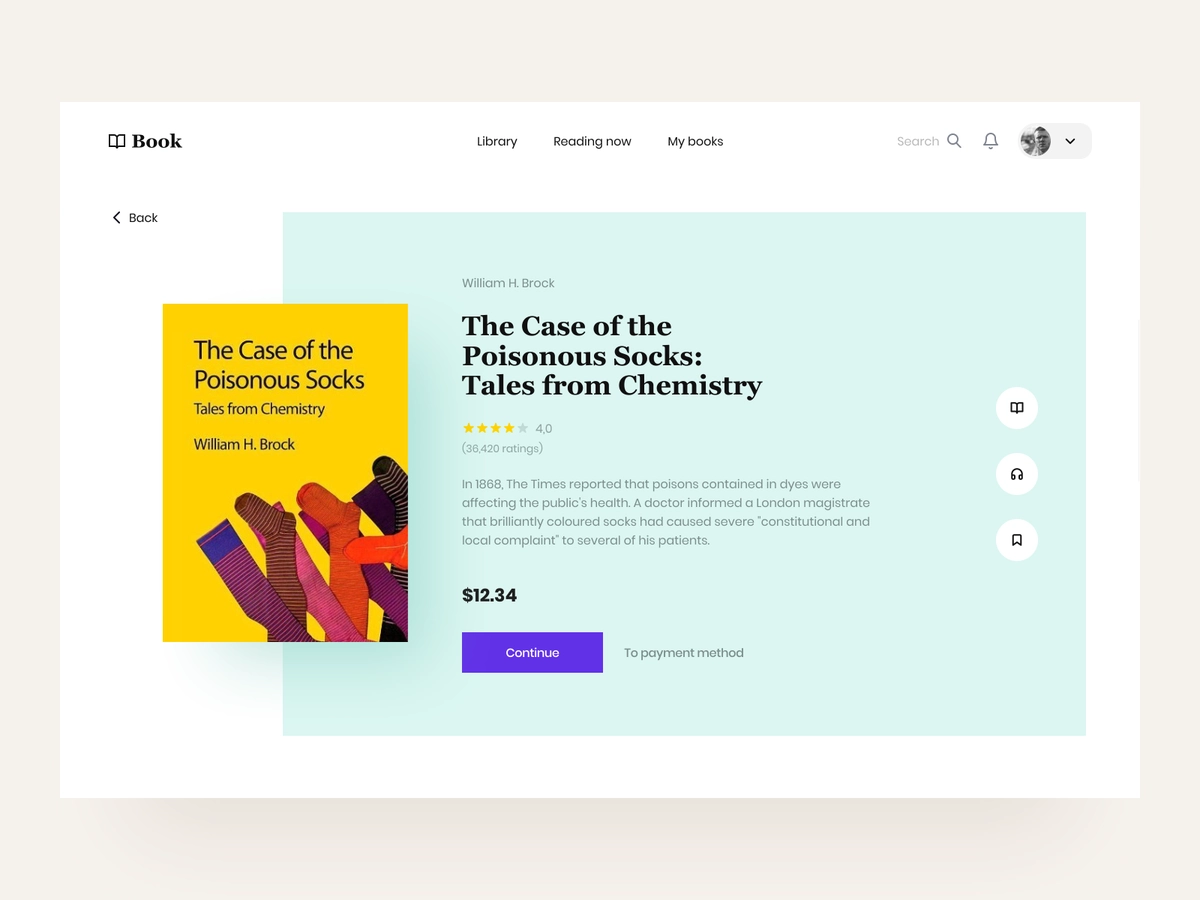 Book
Library
Reading now
My books
Search
Back
The Case of the
Poisonous Socks
Tales from Chemistry
William H. Brock
William H. Brock
The Case of the
Poisonous Socks:
Tales from Chemistry
4,0
(36,420 ratings)
In 1868, The Times reported that poisons contained in dyes were
affecting the public's health. A doctor informed a London magistrate
that brilliantly coloured socks had caused severe "constitutional and
local complaint" to several of his patients.
$12.34
Continue
To payment method